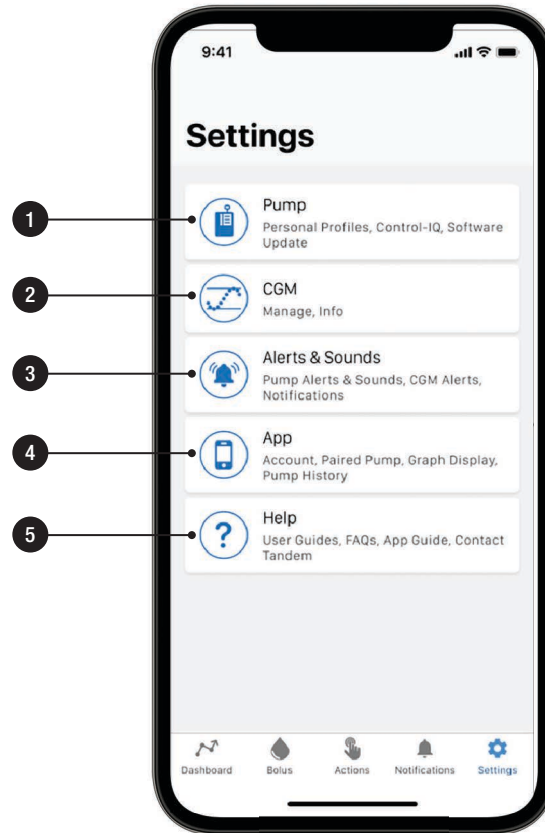 9:41
Settings
1
Pump
Personal Profiles, Control-IQ, Software
Update
2
CGM
Manage, Info
3
Alerts & Sounds
Pump Alerts & Sounds, CGM Alerts,
Notifications
4
App
Account, Paired Pump, Graph Display,
Pump History
5
Help
User Guides, FAQs, App Guide, Contact
Tandem
Dashboard
Bolus
Actions
Notifications
Settings